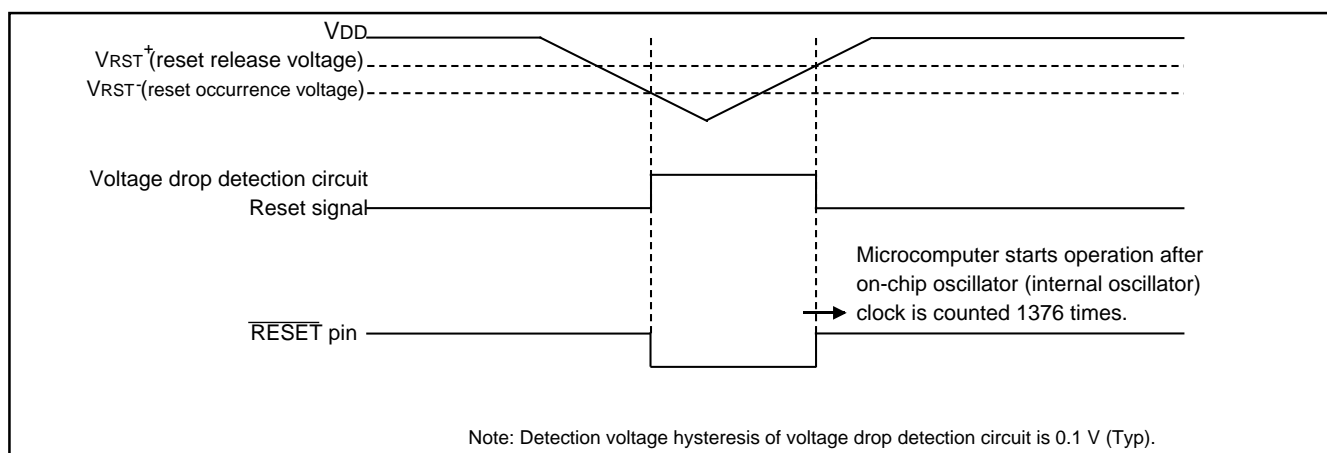 VDD
VRST+(reset release voltage)
VRST-(reset occurrence voltage)
Voltage drop detection circuit
Reset signal
Microcomputer starts operation after
on-chip oscillator (internal oscillator)
clock is counted 1376 times.
RESET pin
Note: Detection voltage hysteresis of voltage drop detection circuit is 0.1 V (Typ).